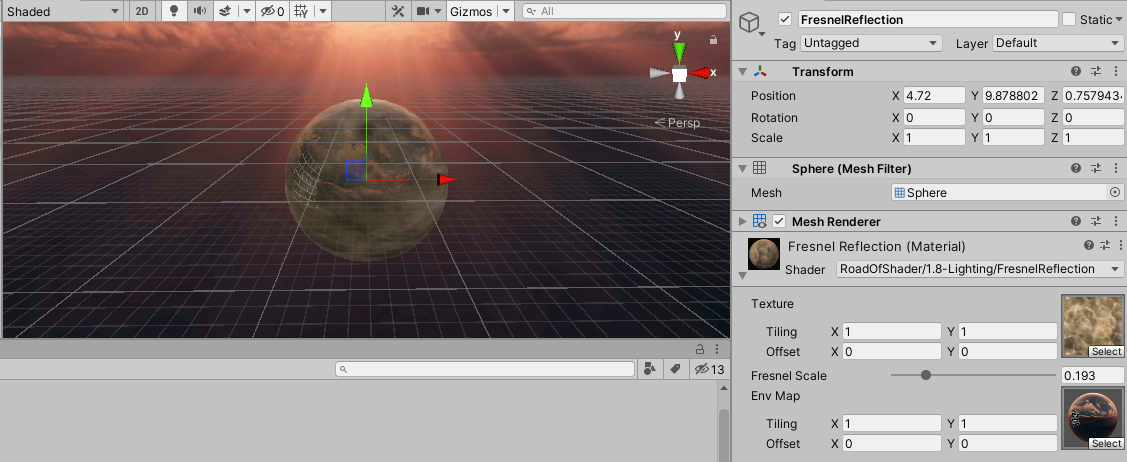 Shaded
2D
0
Gizmos
All
y
x
Persp
13
FresnelReflection
Static
Tag Untagged Layer Default
Transform
Position X 4.72 Y 9.878802 Z 0.7579434
Rotation X 0 Y 0 Z 0
Scale X 1 Y 1 Z 1
Sphere (Mesh Filter)
Mesh Sphere
Mesh Renderer
Fresnel Reflection (Material)
Shader RoadOfShader/1.8-Lighting/FresnelReflection
Texture
Tiling X 1 Y 1
Offset X 0 Y 0
Select
Fresnel Scale 0.193
Env Map
Tiling X 1 Y 1
Offset X 0 Y 0
Select